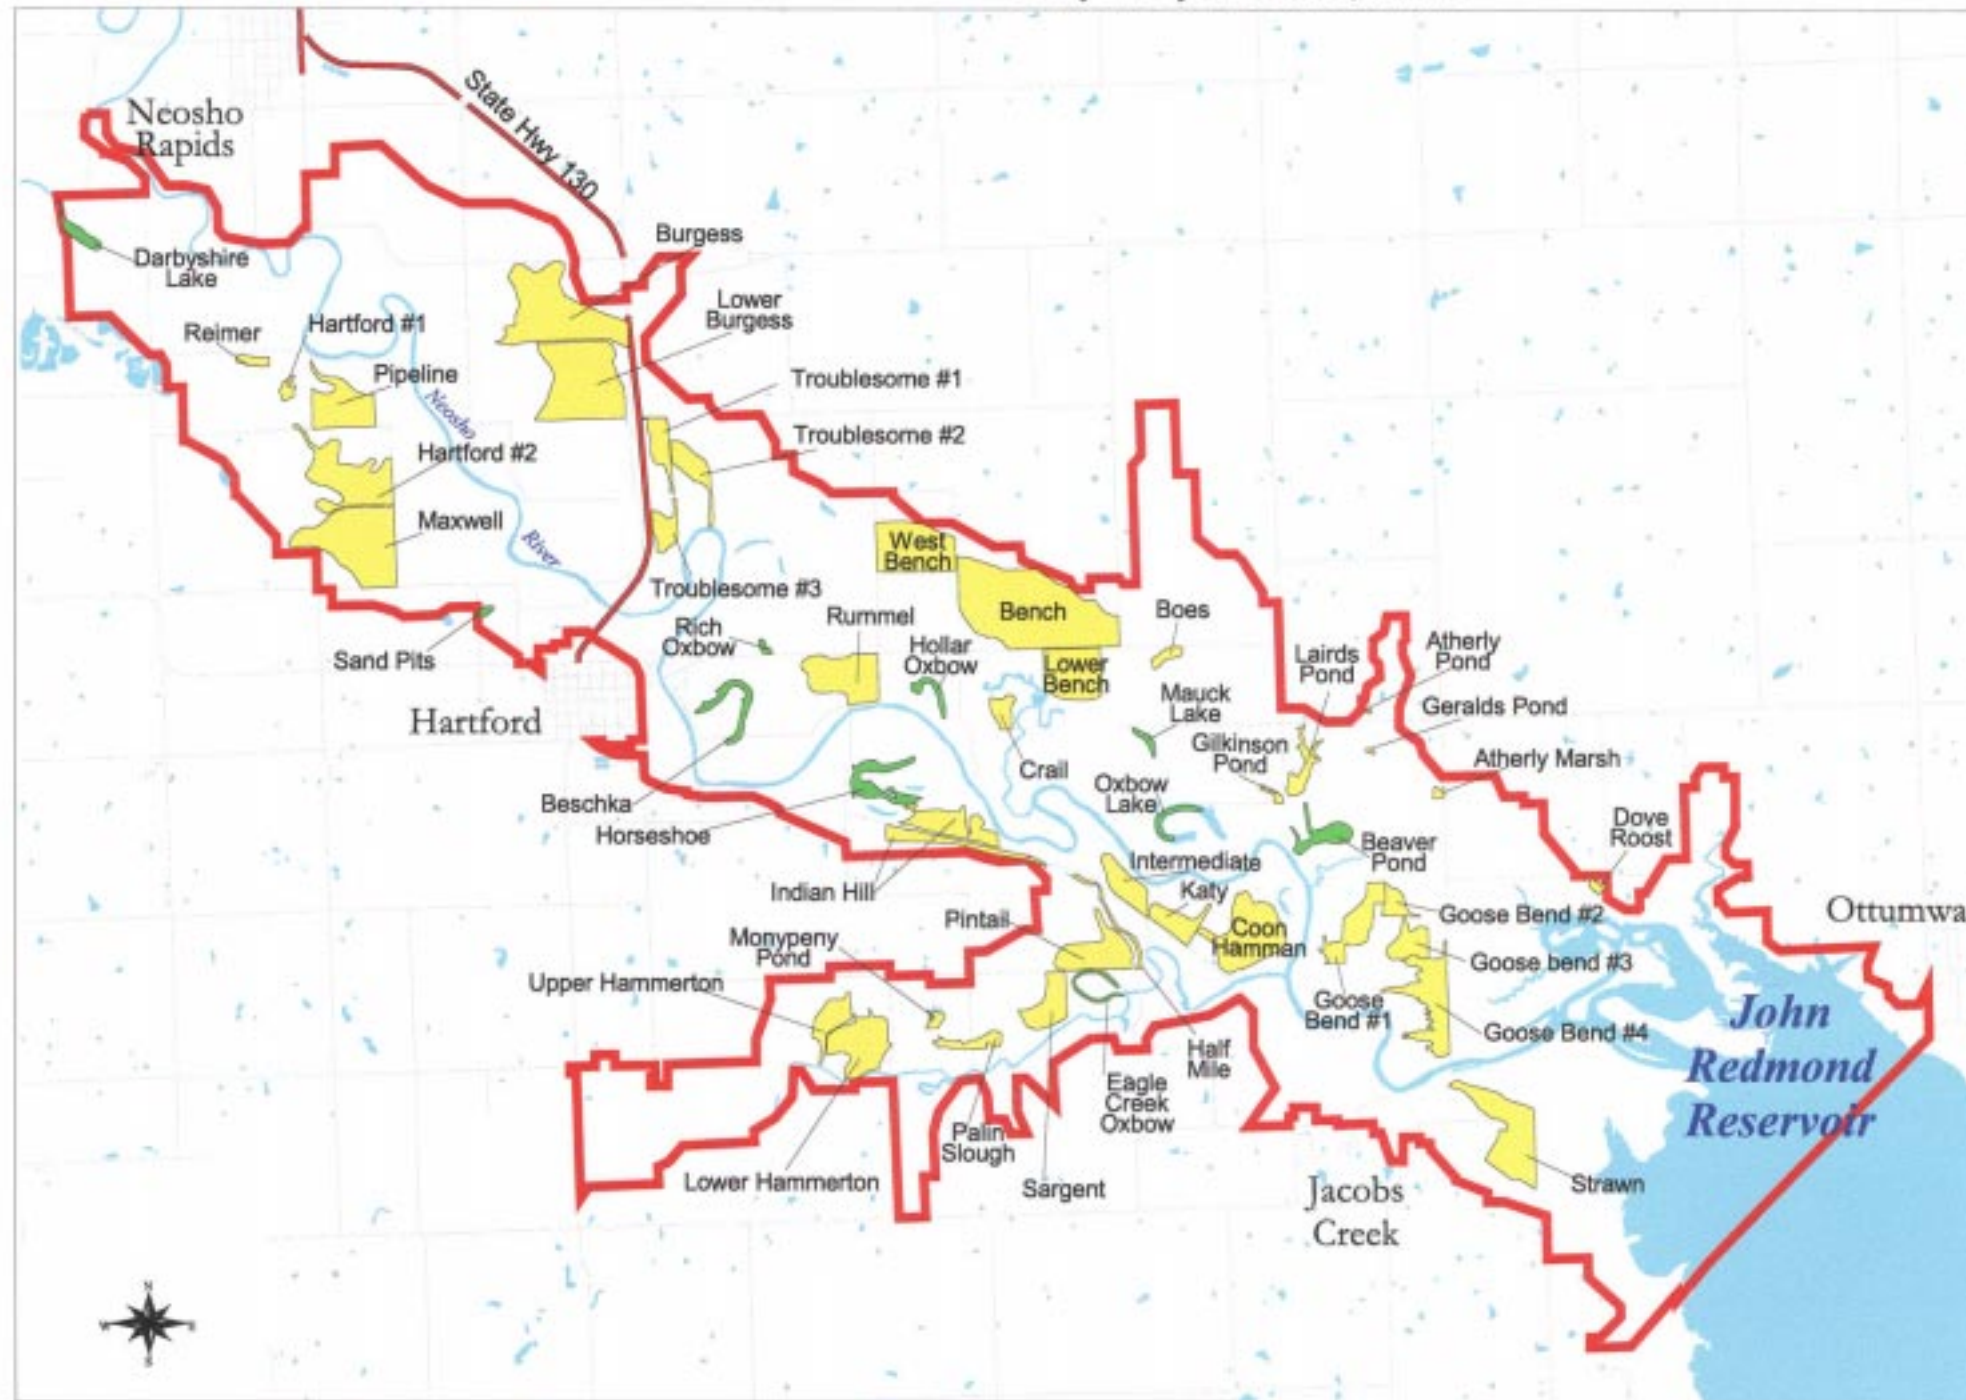 State Hwy 130
Neosho
Rapids
Burgess
Darbyshire
Lake
Lower
Burgess
Reimer
Hartford #1
Pipeline
Troublesome #1
Neosho
Troublesome #2
Hartford #2
Maxwell
River
West
Bench
Troublesome #3
Bench
Boes
Rummel
Rich
Oxbow
Hollar
Oxbow
Sand Pits
Lower
Bench
Lairds
Pond
Atherly
Pond
Hartford
Mauck
Lake
Geralds Pond
Gilkinson
Pond
Crail
Atherly Marsh
Oxbow
Lake
Beschka
Horseshoe
Dove
Roost
Beaver
Pond
Intermediate
Indian Hill
Katy
Pintail
Coon
Hamman
Goose Bend #2
Ottumwa
Monypeny
Pond
Goose bend #3
Upper Hammerton
Goose
Bend #1
Goose Bend #4
John
Redmond
Reservoir
Half
Mile
Eagle
Creek
Oxbow
Palin
Slough
Lower Hammerton
Sargent
Strawn
Jacobs
Creek
N
S